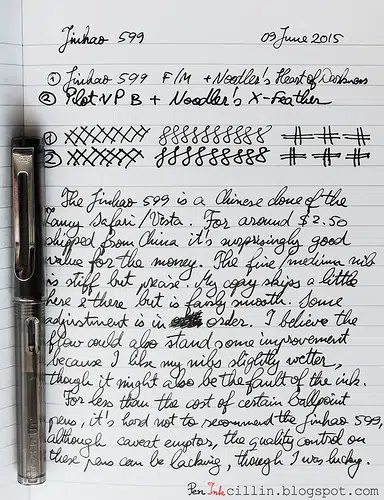 Jinhao 599 09 June 2015
① Jinhao 599 F/M + Noodler's Heart of Darkness
② Pilot VP B + Noodler's X-Feather
①
②
The Jinhao 599 is a Chinese clone of the
Lamy Safari/Vista. For around $2.50
shipped from China it's surprisingly good
value for the money. The fine/medium nib
is stiff but precise. My copy skips a little
here & there but is fairly smooth. Some
adjustment is in order. I believe the
flow could also stand some improvement
because I like my nibs slightly wetter,
though it might also be the fault of the ink.
For less than the cost of certain ballpoint
pens, it's hard not to recommend the Jinhao 599,
although caveat emptor, the quality control on
these pens can be lacking, though I was lucky.
Pen Inkcillin.blogspot.com